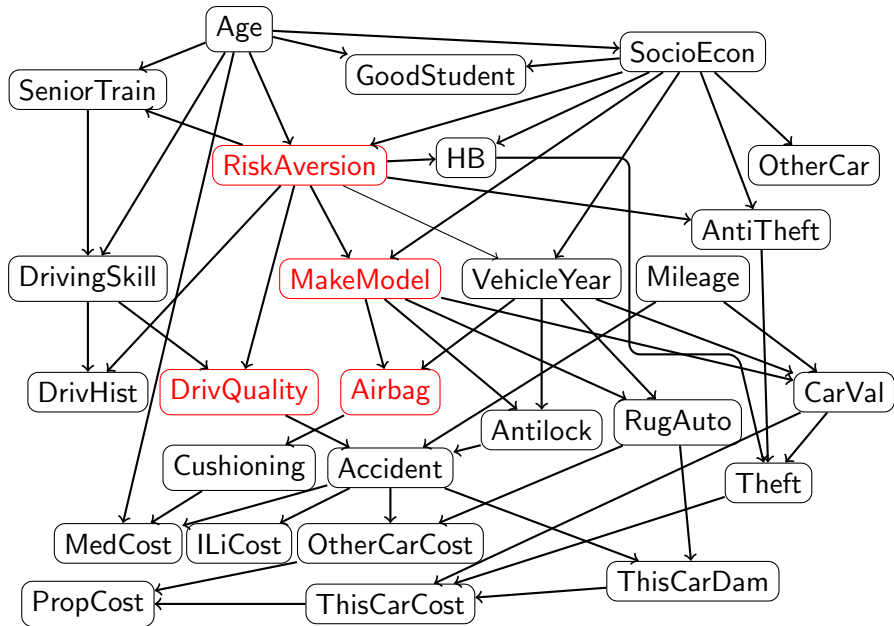 Age
SocioEcon
GoodStudent
SeniorTrain
RiskAversion
HB
OtherCar
AntiTheft
DrivingSkill
MakeModel
VehicleYear
Mileage
DrivHist
DrivQuality
Airbag
CarVal
Antilock
RugAuto
Cushioning
Accident
Theft
MedCost
ILiCost
OtherCarCost
ThisCarDam
PropCost
ThisCarCost